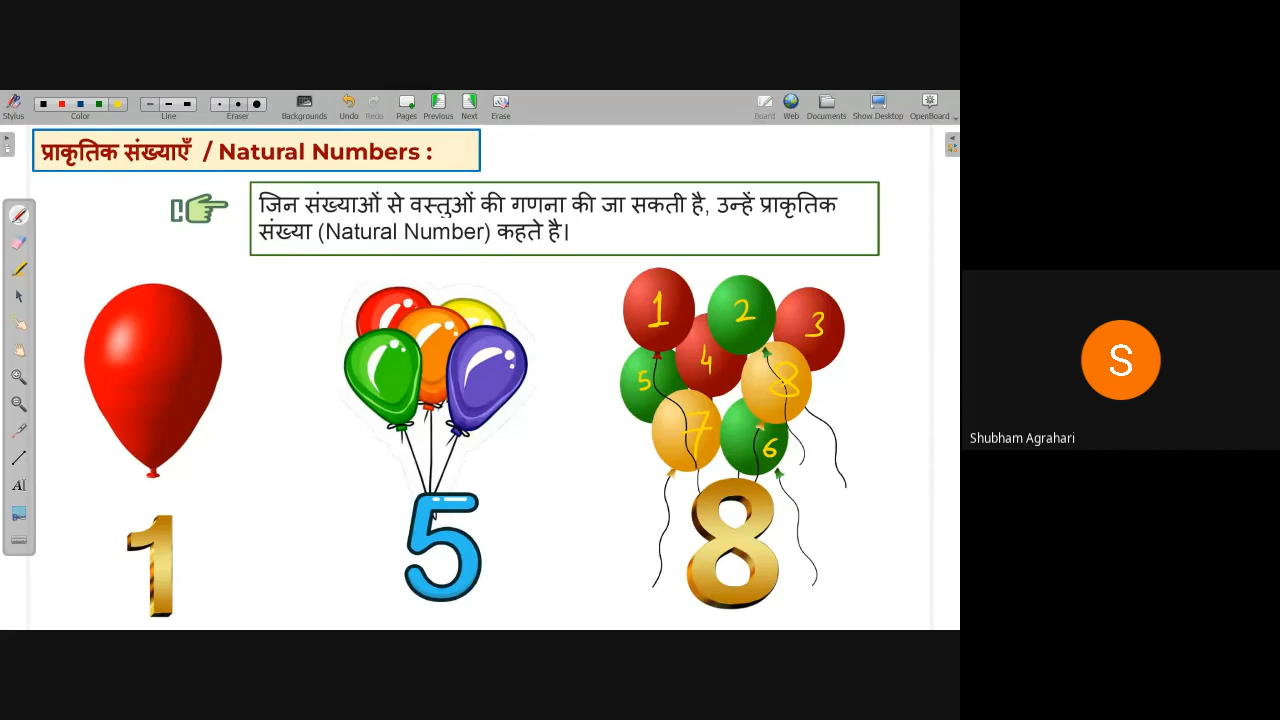 Stylus
Color
Line
Eraser
Backgrounds
Undo
Redo
Pages
Previous
Next
Erase
Board
Web
Documents
Show Desktop
OpenBoard
प्राकृतिक संख्याएँ / Natural Numbers :
जिन संख्याओं से वस्तुओं की गणना की जा सकती है, उन्हें प्राकृतिक
संख्या (Natural Number) कहते है।
1
2
3
4
5
8
7
6
1
5
8
S
Shubham Agrahari
AI